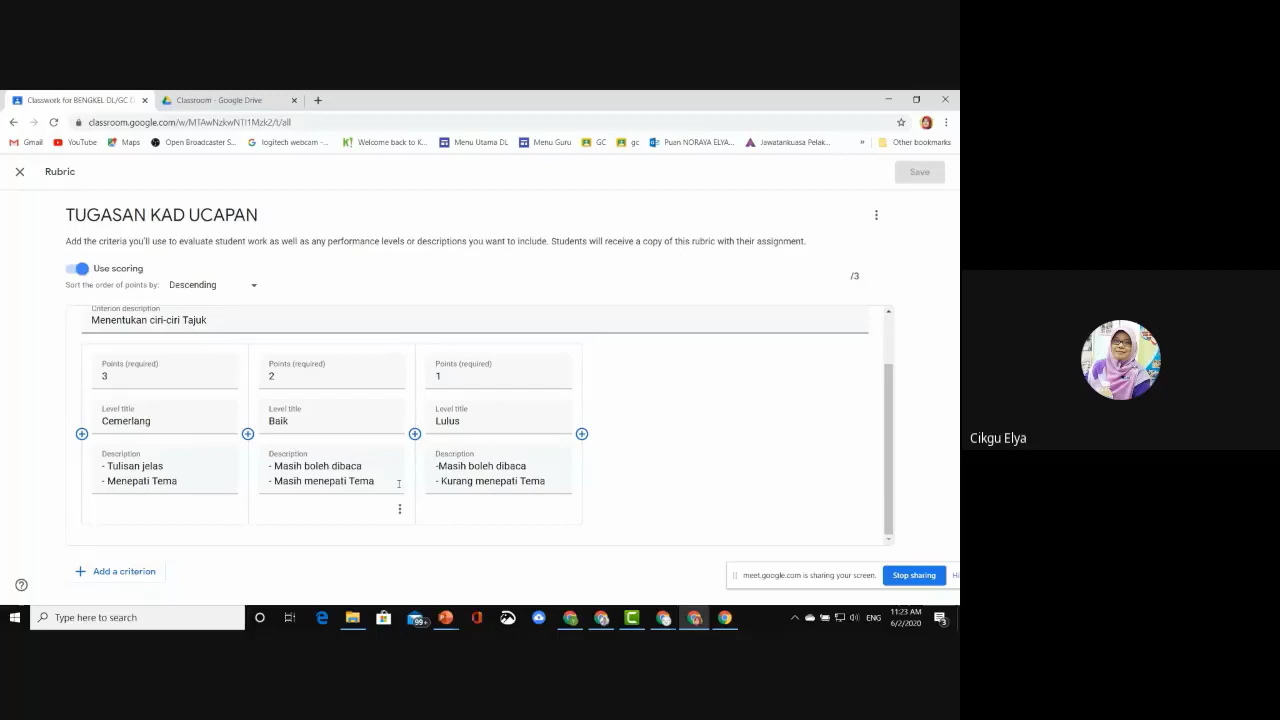 Classwork for BENGKEL DL/GC D
Classroom - Google Drive
classroom.google.com/w/MTAwNzkwNTI1Mzk2/t/all
Gmail YouTube Maps Open Broadcaster S... logitech webcam -... Welcome back to K... Menu Utama DL Menu Guru GC gc Puan NORAYA ELYA... Jawatankuasa Pelak... » Other bookmarks
Rubric
Save
TUGASAN KAD UCAPAN
Add the criteria you'll use to evaluate student work as well as any performance levels or descriptions you want to include. Students will receive a copy of this rubric with their assignment.
Use scoring
/3
Sort the order of points by: Descending
Criterion description
Menentukan ciri-ciri Tajuk
Points (required)
3
Level title
Cemerlang
Description
- Tulisan jelas
- Menepati Tema
Points (required)
2
Level title
Baik
Description
- Masih boleh dibaca
- Masih menepati Tema
Points (required)
1
Level title
Lulus
Description
-Masih boleh dibaca
- Kurang menepati Tema
+ Add a criterion
meet.google.com is sharing your screen.
Stop sharing
Hi
Cikgu Elya
Type here to search
99+
ENG
11:23 AM
6/2/2020
3